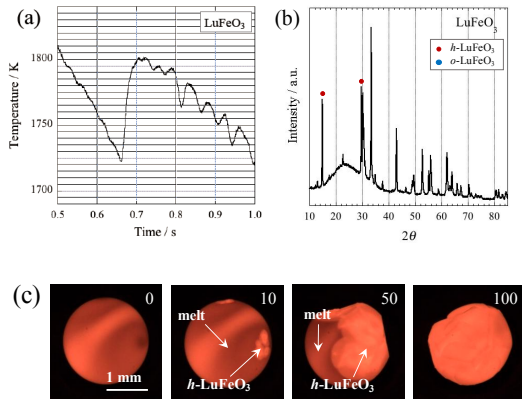 (a)
LuFeO₃
Temperature / K
1800
1750
1700
0.5 0.6 0.7 0.8 0.9 1.0
Time / s
(b)
LuFeO₃
h-LuFeO₃
o-LuFeO₃
Intensity / a.u.
10 20 30 40 50 60 70 80
2θ
(c)
0
1 mm
10
melt
h-LuFeO₃
50
melt
h-LuFeO₃
100